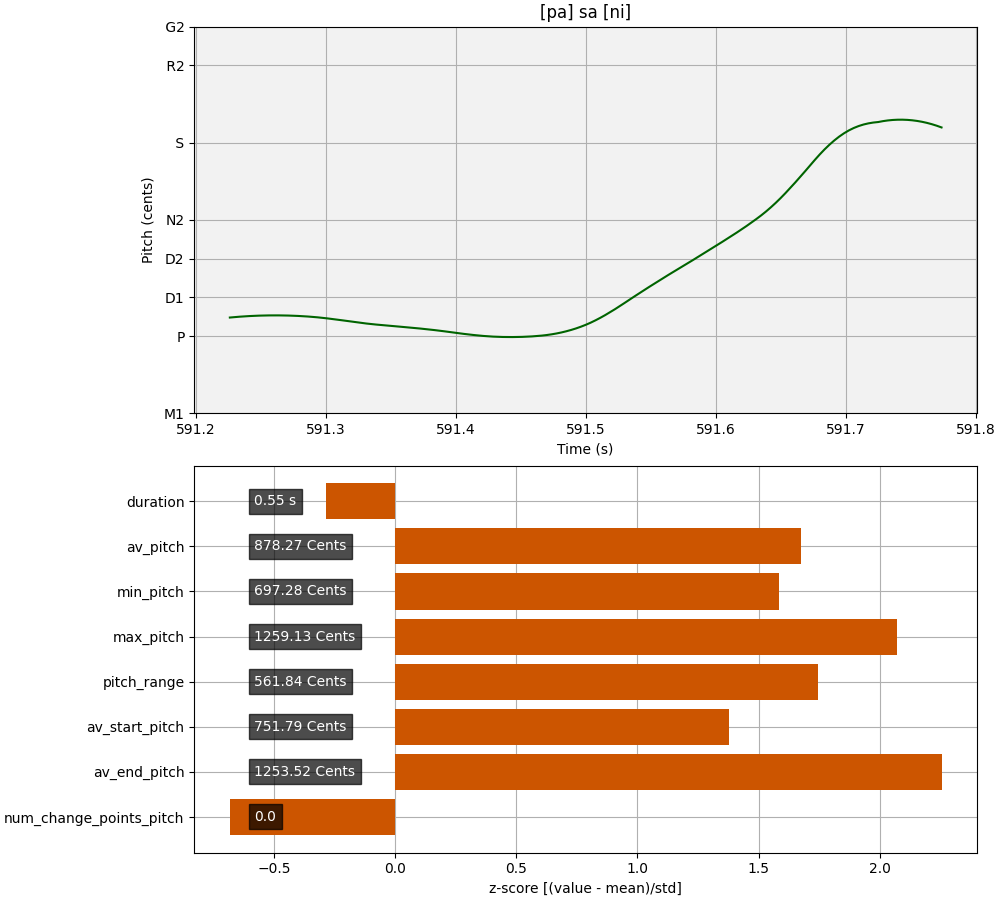 [pa] sa [ni]
G2
R2
S
N2
D2
D1
P
M1
Pitch (cents)
591.2 591.3 591.4 591.5 591.6 591.7 591.8
Time (s)
duration 0.55 s
av_pitch 878.27 Cents
min_pitch 697.28 Cents
max_pitch 1259.13 Cents
pitch_range 561.84 Cents
av_start_pitch 751.79 Cents
av_end_pitch 1253.52 Cents
num_change_points_pitch 0.0
−0.5 0.0 0.5 1.0 1.5 2.0
z-score [(value - mean)/std]